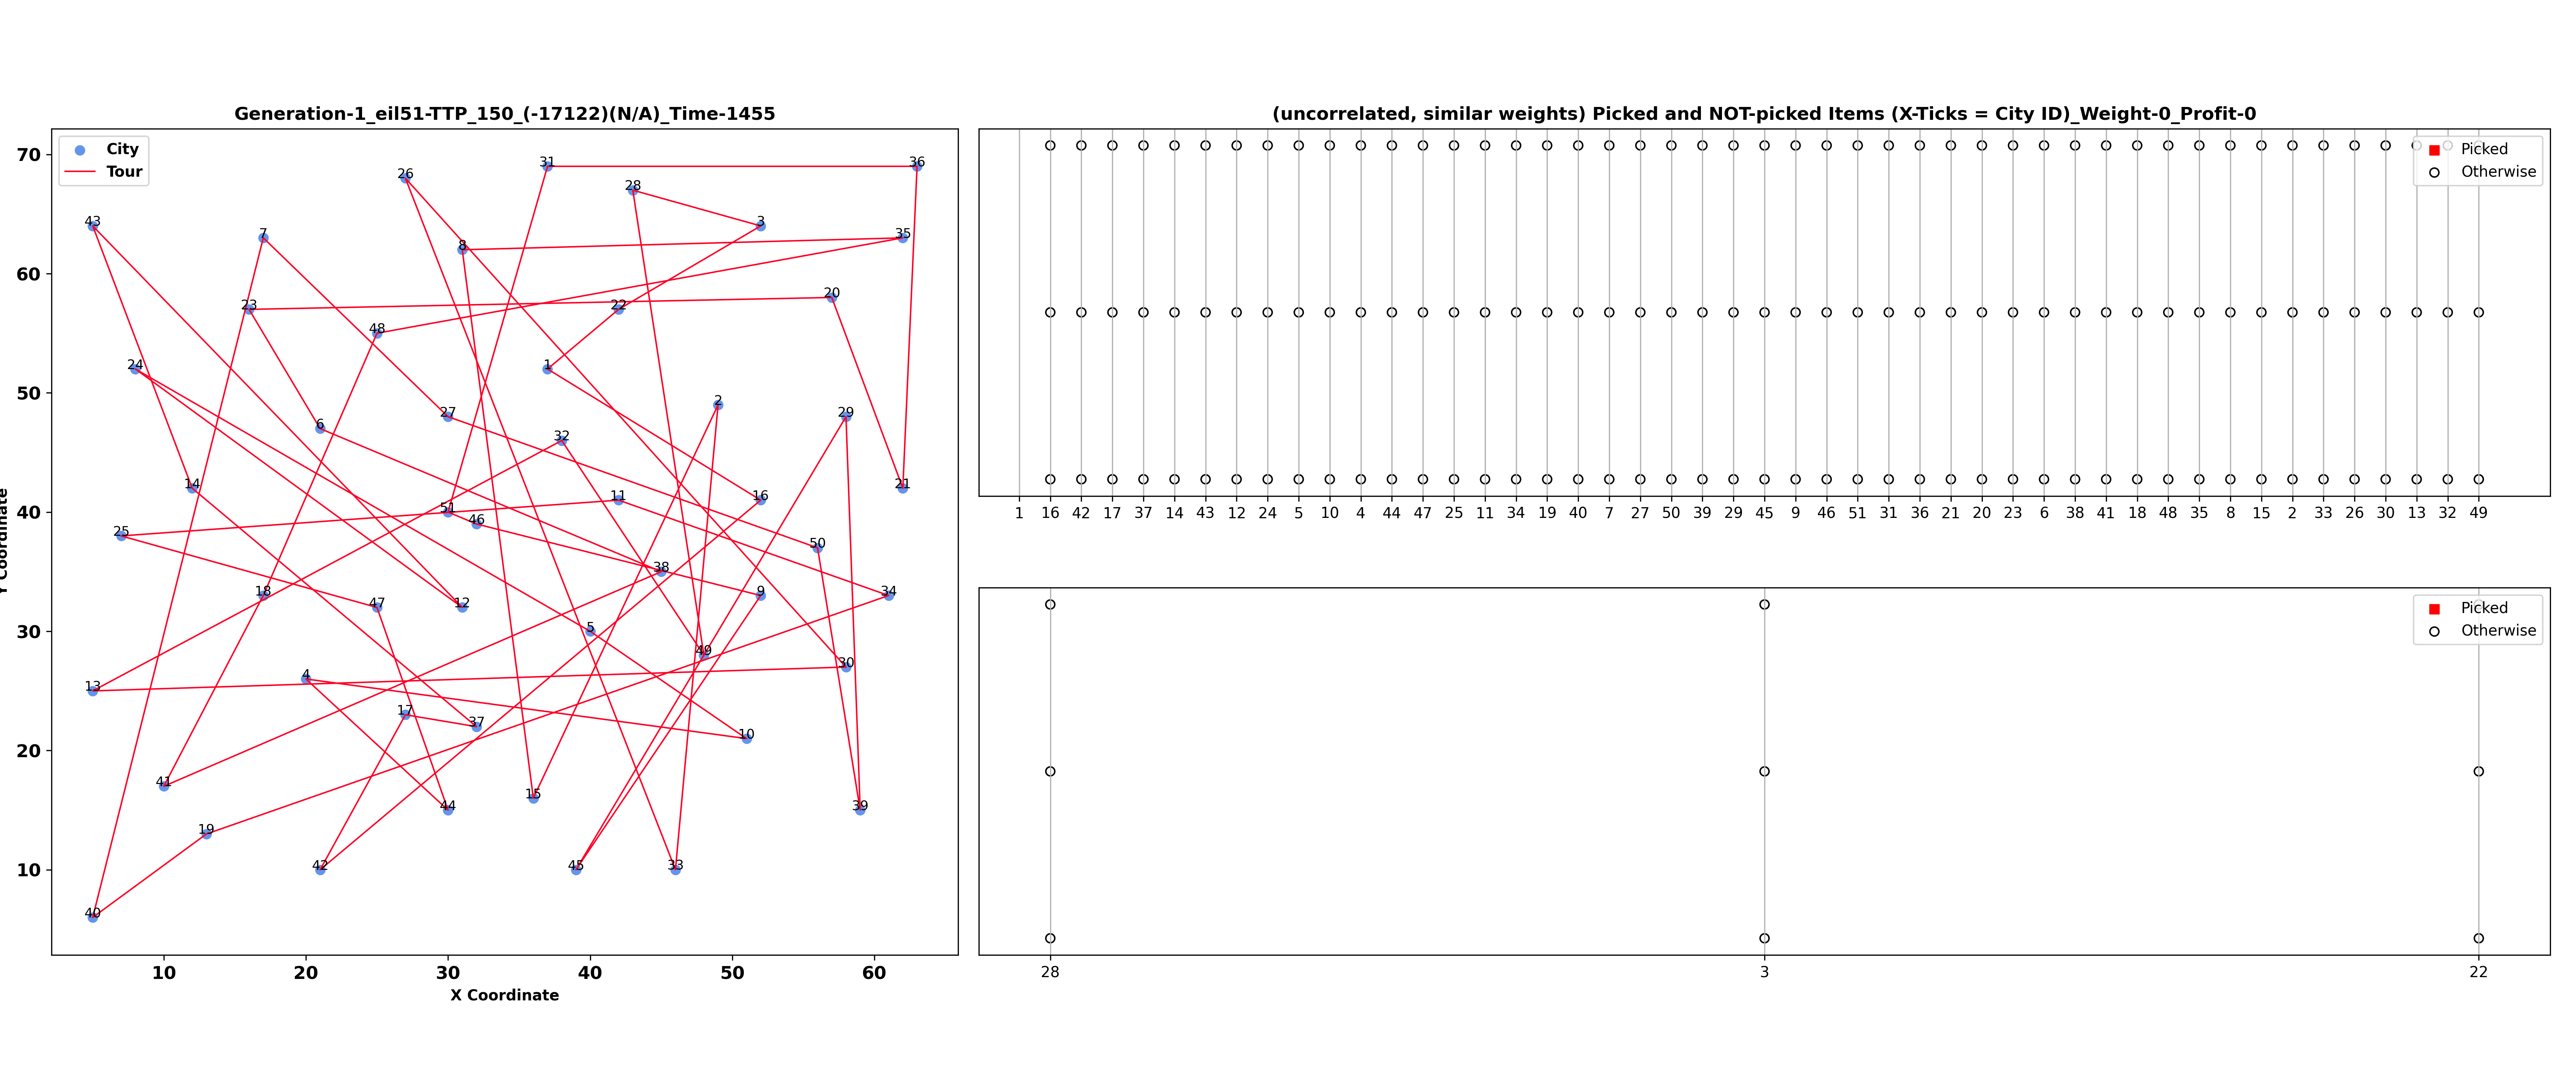 Generation-1_eil51-TTP_150_(-17122)(N/A)_Time-1455
City
Tour
70
60
50
40
30
20
10
Y Coordinate
31 36
26
28
43 3
7 35
8
20
23 22
48
24 1
2
27 29
6
32
14 21
11 16
51
46
25
50
38
18 9 34
47 12
5
49
30
4
13
17
37
10
41
15
44 39
19
42 45 33
40
10 20 30 40 50 60
X Coordinate
(uncorrelated, similar weights) Picked and NOT-picked Items (X-Ticks = City ID)_Weight-0_Profit-0
Picked
Otherwise
1 16 42 17 37 14 43 12 24 5 10 4 44 47 25 11 34 19 40 7 27 50 39 29 45 9 46 51 31 36 21 20 23 6 38 41 18 48 35 8 15 2 33 26 30 13 32 49
Picked
Otherwise
28 3 22